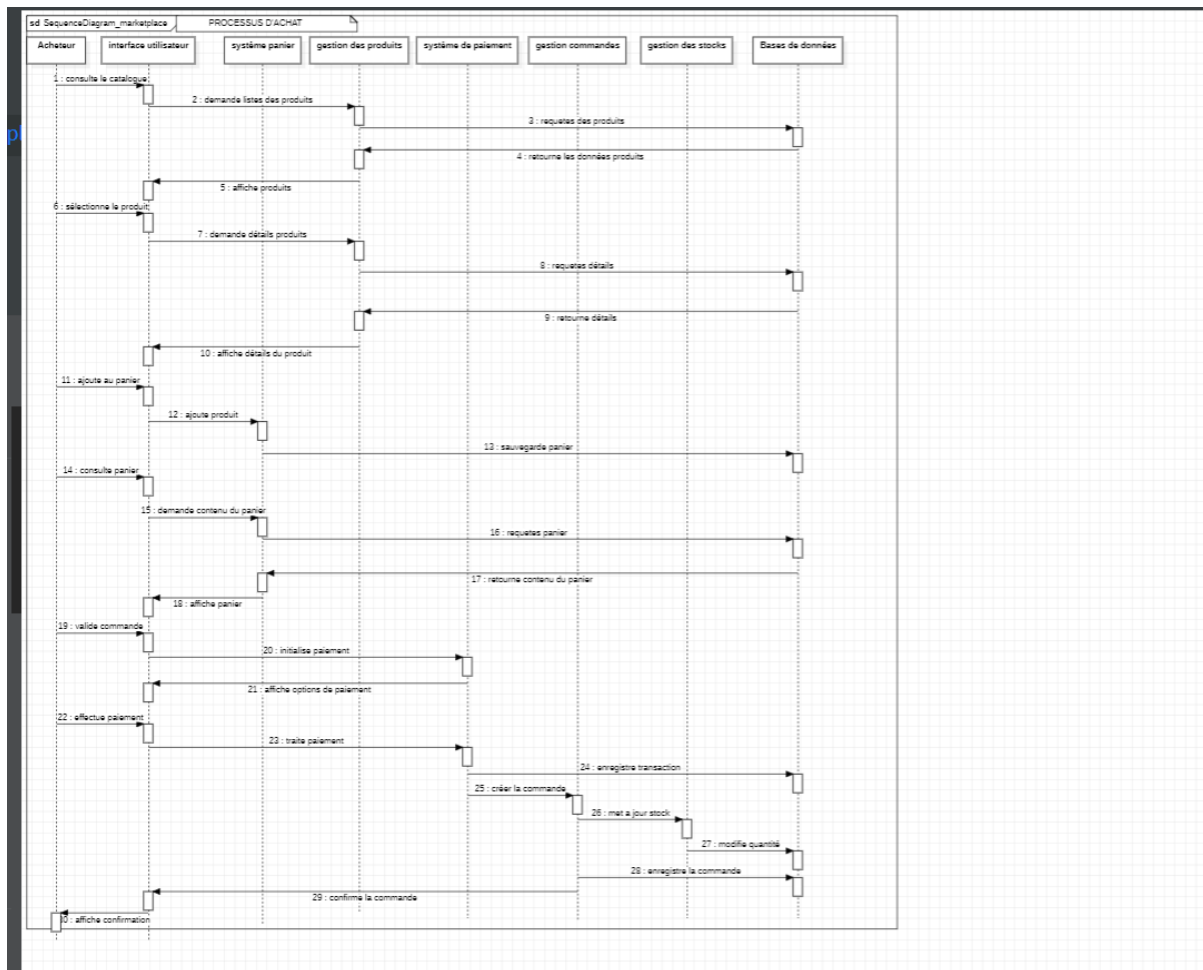 sd SequenceDiagram_marketplace
PROCESSUS D'ACHAT
Acheteur
interface utilisateur
système panier
gestion des produits
système de paiement
gestion commandes
gestion des stocks
Bases de données
1 : consulte le catalogue
2 : demande listes des produits
3 : requetes des produits
4 : retourne les données produits
5 : affiche produits
6 : sélectionne le produit
7 : demande détails produits
8 : requetes détails
9 : retourne détails
10 : affiche détails du produit
11 : ajoute au panier
12 : ajoute produit
13 : sauvegarde panier
14 : consulte panier
15 : demande contenu du panier
16 : requetes panier
17 : retourne contenu du panier
18 : affiche panier
19 : valide commande
20 : initialise paiement
21 : affiche options de paiement
22 : effectue paiement
23 : traite paiement
24 : enregistre transaction
25 : créer la commande
26 : met a jour stock
27 : modifie quantité
28 : enregistre la commande
29 : confirme la commande
: affiche confirmation